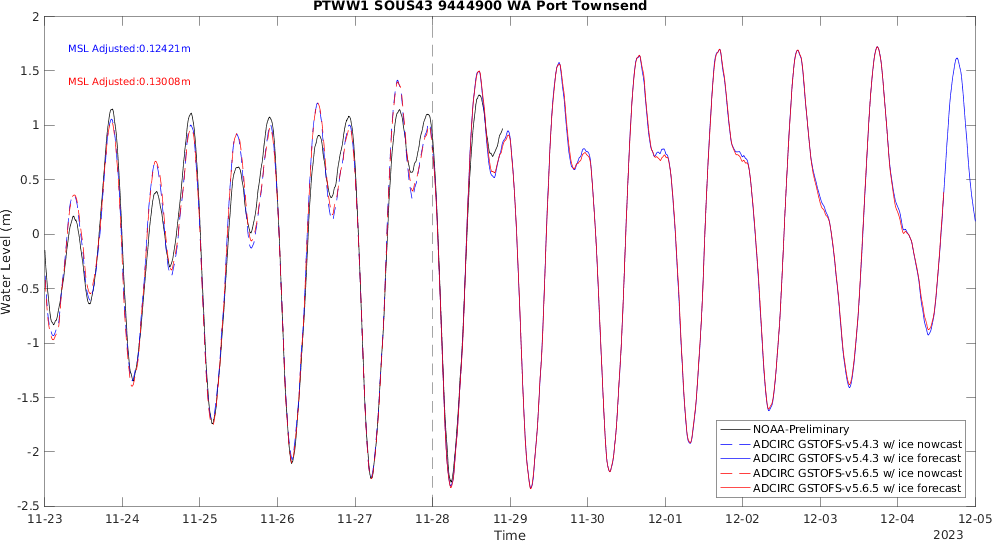 PTWW1 SOUS43 9444900 WA Port Townsend
MSL Adjusted:0.12421m
MSL Adjusted:0.13008m
Water Level (m)
2
1.5
1
0.5
0
-0.5
-1
-1.5
-2
-2.5
NOAA-Preliminary
ADCIRC GSTOFS-v5.4.3 w/ ice nowcast
ADCIRC GSTOFS-v5.4.3 w/ ice forecast
ADCIRC GSTOFS-v5.6.5 w/ ice nowcast
ADCIRC GSTOFS-v5.6.5 w/ ice forecast
11-23 11-24 11-25 11-26 11-27 11-28 11-29 11-30 12-01 12-02 12-03 12-04 12-05
Time
2023